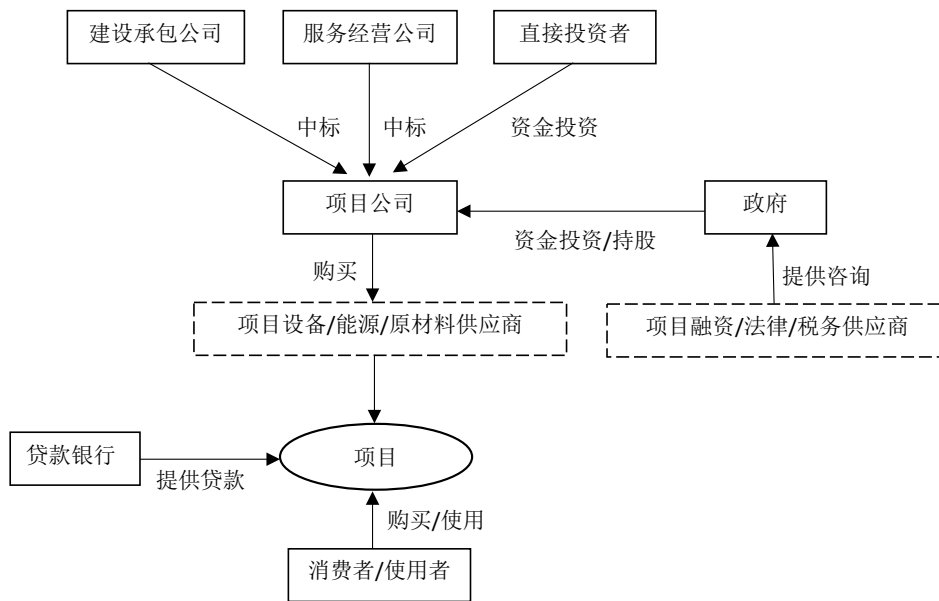 建设承包公司
服务经营公司
直接投资者
中标
中标
资金投资
项目公司
政府
资金投资/持股
购买
提供咨询
项目设备/能源/原材料供应商
项目融资/法律/税务供应商
贷款银行
项目
提供贷款
购买/使用
消费者/使用者